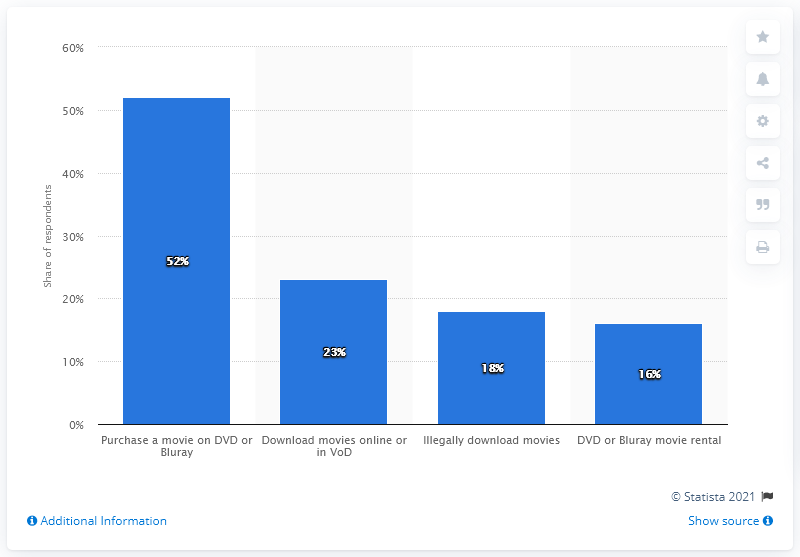 60%
50%
40%
30%
20%
10%
0%
Share of respondents
52%
23%
18%
16%
Purchase a movie on DVD or
Bluray
Download movies online or
in VoD
Illegally download movies
DVD or Bluray movie rental
© Statista 2021
Additional Information
Show source